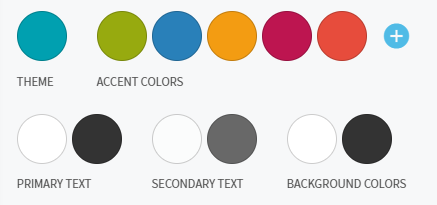 THEME
ACCENT COLORS
PRIMARY TEXT
SECONDARY TEXT
BACKGROUND COLORS